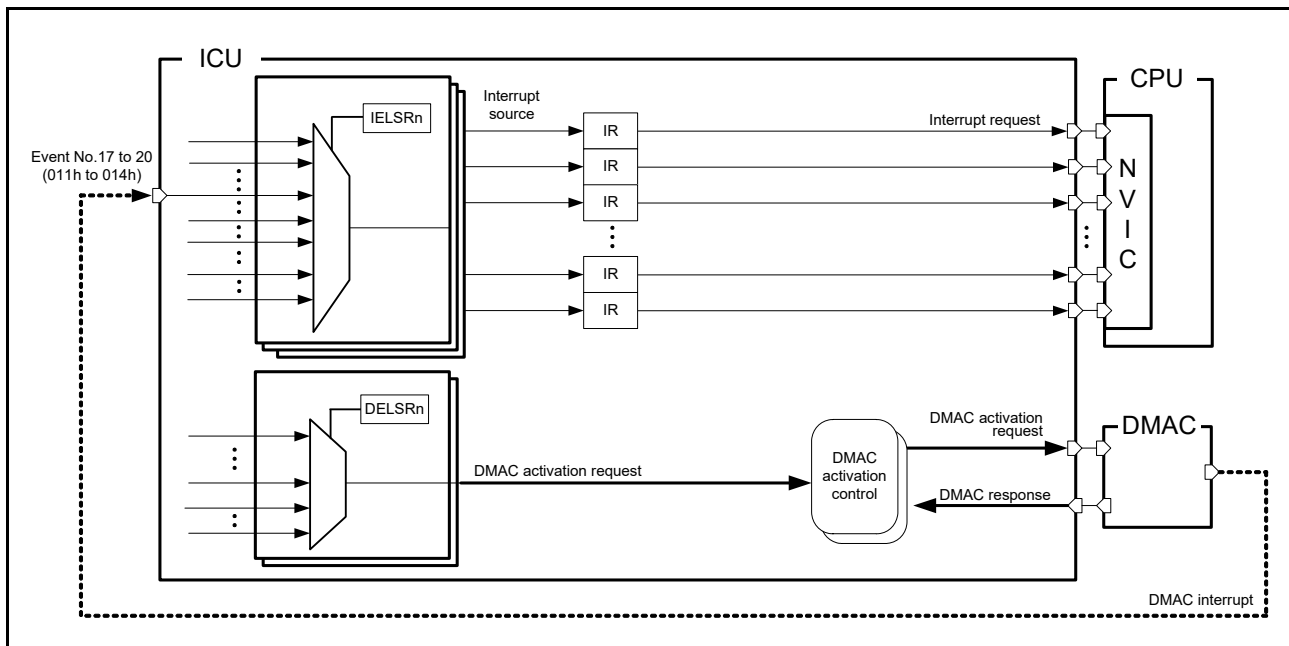 ICU
CPU
IELSRn
Interrupt
source
IR
Interrupt request
Event No.17 to 20
(011h to 014h)
IR
IR
NVIC
IR
IR
DELSRn
DMAC activation
request
DMAC
DMAC activation request
DMAC
activation
control
DMAC response
DMAC interrupt